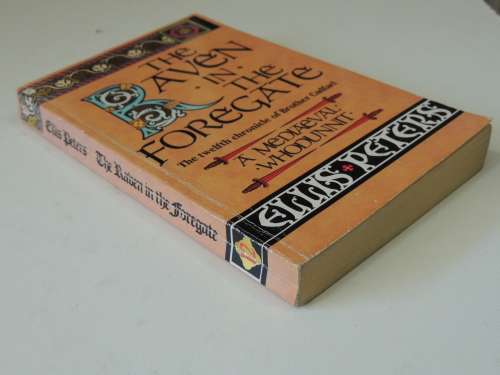 THE
RAVEN
·IN·
THE
FOREGATE
The twelfth chronicle of Brother Cadfael
A MEDIAEVAL
·WHODUNNIT·
ELLIS PETERS
Ellis Peters The Raven in the Foregate
12